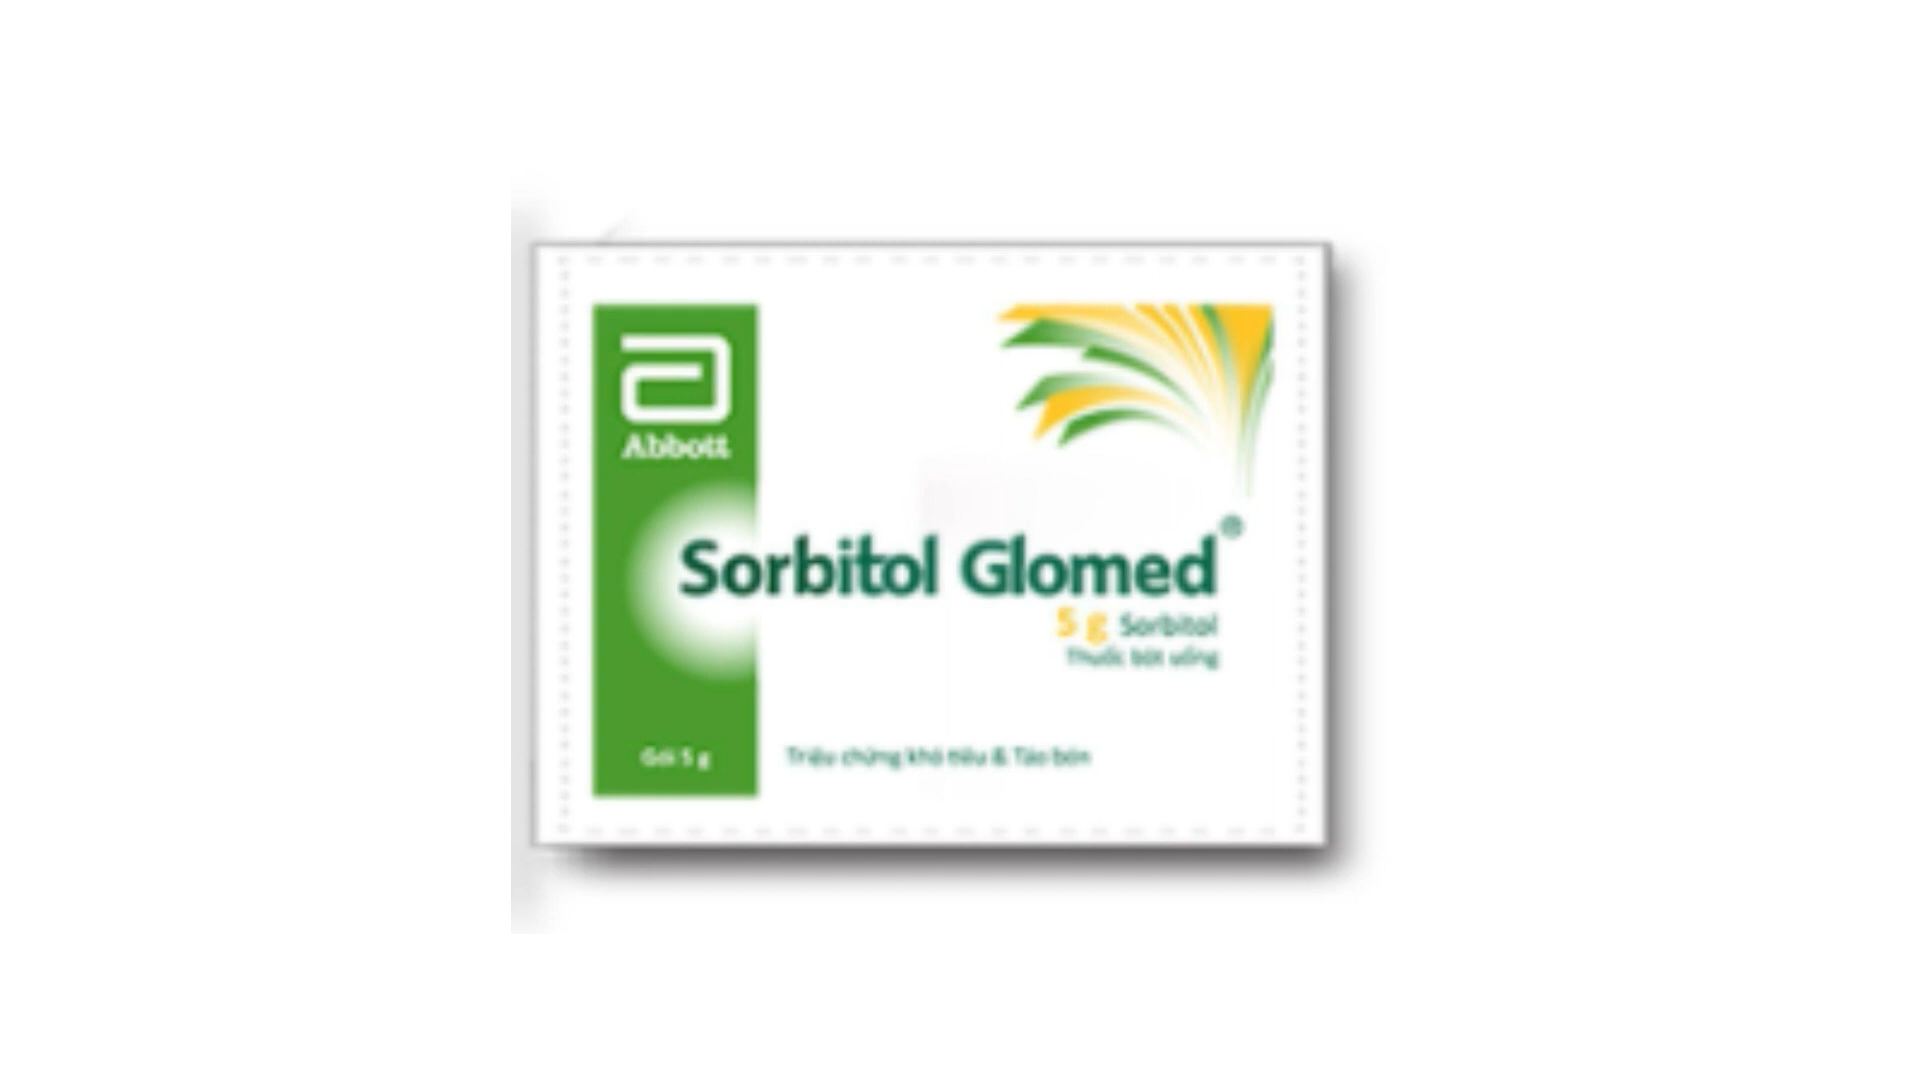 Abbott
Sorbitol Glomed®
5 g Sorbitol
Thuốc bột uống
Gói 5 g
Triệu chứng khó tiêu & Táo bón